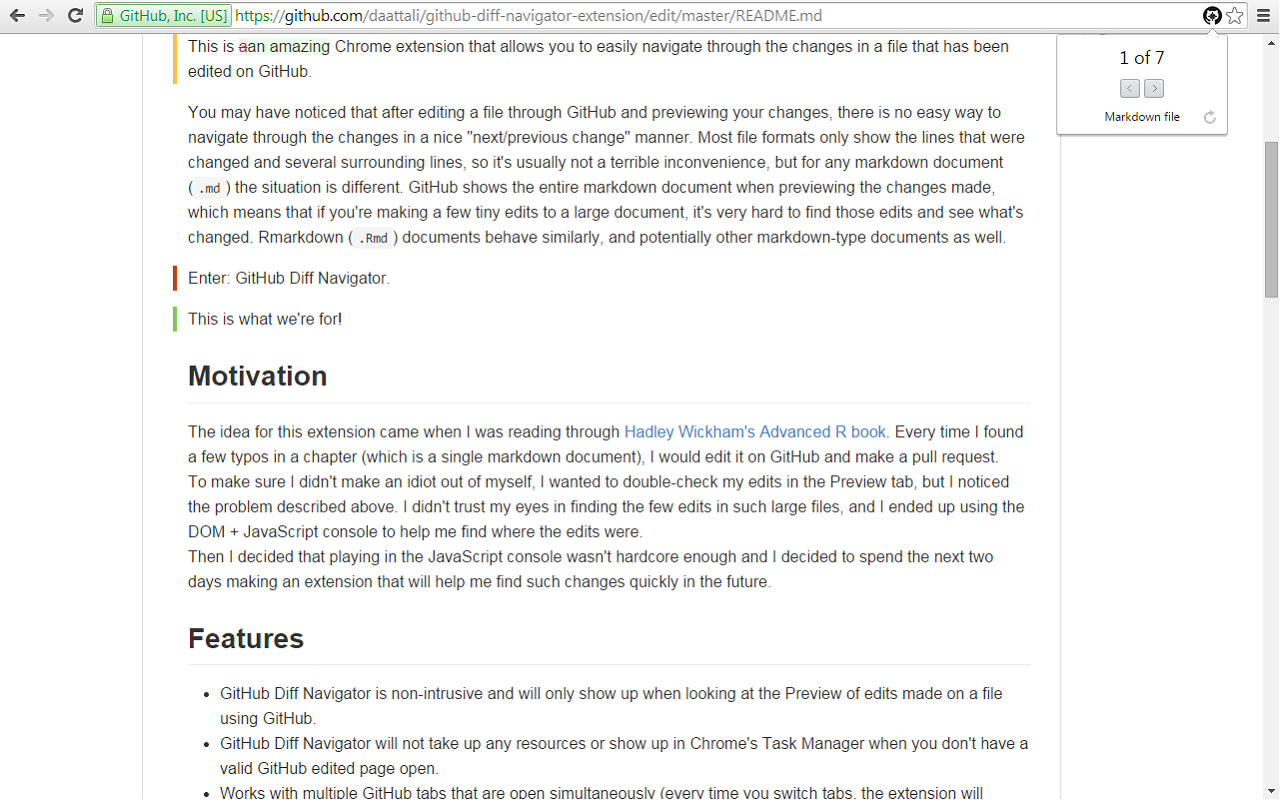 GitHub, Inc. [US] https://github.com/daattali/github-diff-navigator-extension/edit/master/README.md
1 of 7
< >
Markdown file
This is aan amazing Chrome extension that allows you to easily navigate through the changes in a file that has been
edited on GitHub.
You may have noticed that after editing a file through GitHub and previewing your changes, there is no easy way to
navigate through the changes in a nice "next/previous change" manner. Most file formats only show the lines that were
changed and several surrounding lines, so it's usually not a terrible inconvenience, but for any markdown document
( .md ) the situation is different. GitHub shows the entire markdown document when previewing the changes made,
which means that if you're making a few tiny edits to a large document, it's very hard to find those edits and see what's
changed. Rmarkdown ( .Rmd ) documents behave similarly, and potentially other markdown-type documents as well.
Enter: GitHub Diff Navigator.
This is what we're for!
Motivation
The idea for this extension came when I was reading through Hadley Wickham's Advanced R book. Every time I found
a few typos in a chapter (which is a single markdown document), I would edit it on GitHub and make a pull request.
To make sure I didn't make an idiot out of myself, I wanted to double-check my edits in the Preview tab, but I noticed
the problem described above. I didn't trust my eyes in finding the few edits in such large files, and I ended up using the
DOM + JavaScript console to help me find where the edits were.
Then I decided that playing in the JavaScript console wasn't hardcore enough and I decided to spend the next two
days making an extension that will help me find such changes quickly in the future.
Features
• GitHub Diff Navigator is non-intrusive and will only show up when looking at the Preview of edits made on a file
using GitHub.
• GitHub Diff Navigator will not take up any resources or show up in Chrome's Task Manager when you don't have a
valid GitHub edited page open.
• Works with multiple GitHub tabs that are open simultaneously (every time you switch tabs, the extension will